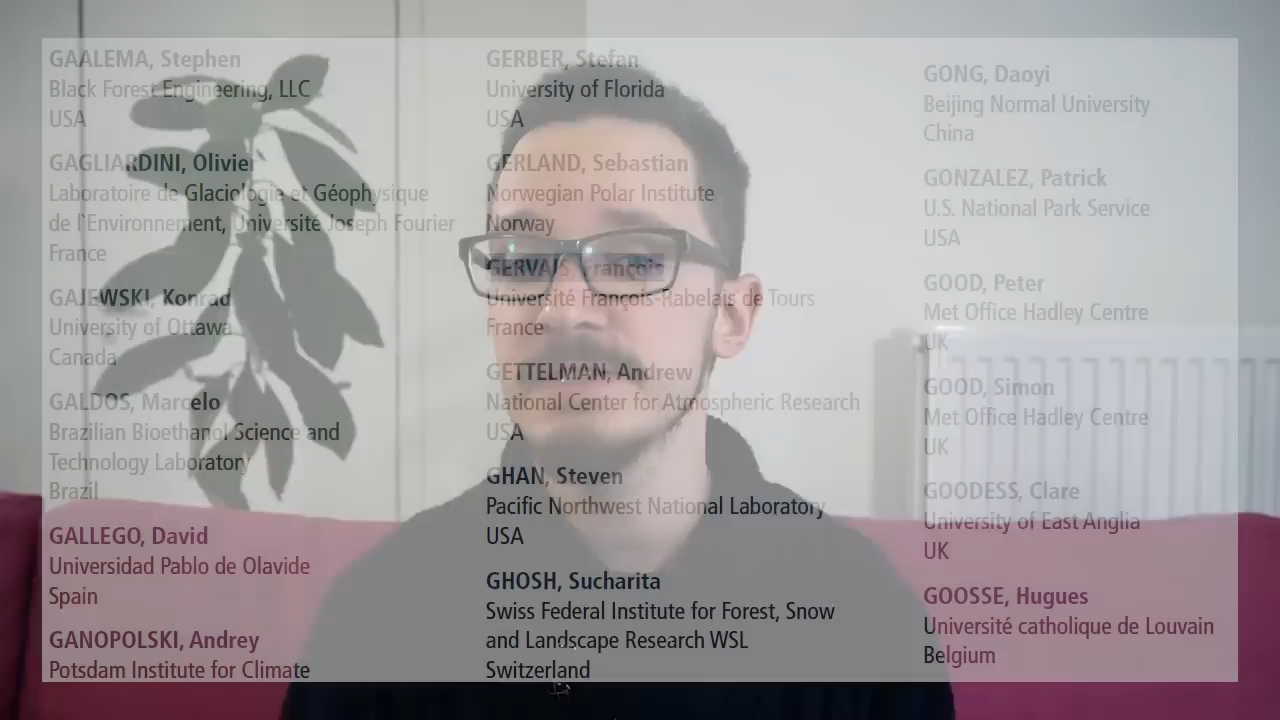 GAALEMA, Stephen
Black Forest Engineering, LLC
USA
GAGLIARDINI, Olivier
Laboratoire de Glaciologie et Géophysique
de l'Environnement, Université Joseph Fourier
France
GAJEWSKI, Konrad
University of Ottawa
Canada
GALDOS, Marcelo
Brazilian Bioethanol Science and
Technology Laboratory
Brazil
GALLEGO, David
Universidad Pablo de Olavide
Spain
GANOPOLSKI, Andrey
Potsdam Institute for Climate
GERBER, Stefan
University of Florida
USA
GERLAND, Sebastian
Norwegian Polar Institute
Norway
GERVAIS, François
Université François-Rabelais de Tours
France
GETTELMAN, Andrew
National Center for Atmospheric Research
USA
GHAN, Steven
Pacific Northwest National Laboratory
USA
GHOSH, Sucharita
Swiss Federal Institute for Forest, Snow
and Landscape Research WSL
Switzerland
GONG, Daoyi
Beijing Normal University
China
GONZALEZ, Patrick
U.S. National Park Service
USA
GOOD, Peter
Met Office Hadley Centre
UK
GOOD, Simon
Met Office Hadley Centre
UK
GOODESS, Clare
University of East Anglia
UK
GOOSSE, Hugues
Université catholique de Louvain
Belgium